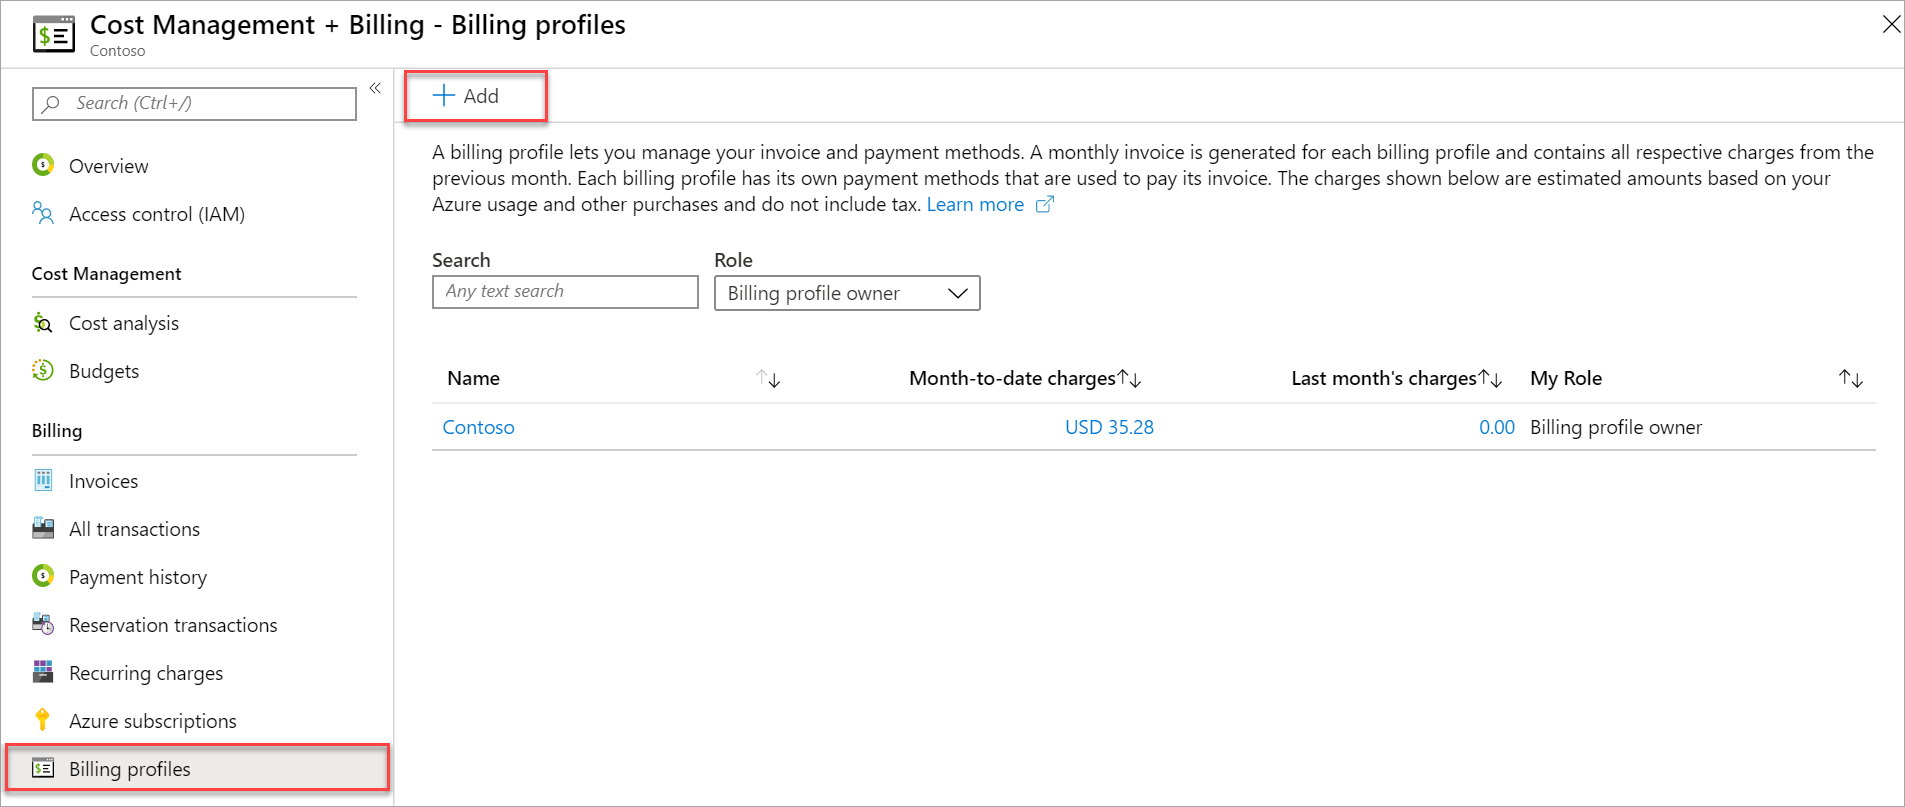 Cost Management + Billing - Billing profiles
Contoso
Search (Ctrl+/)
Overview
Access control (IAM)
Cost Management
Cost analysis
Budgets
Billing
Invoices
All transactions
Payment history
Reservation transactions
Recurring charges
Azure subscriptions
Billing profiles
Add
A billing profile lets you manage your invoice and payment methods. A monthly invoice is generated for each billing profile and contains all respective charges from the
previous month. Each billing profile has its own payment methods that are used to pay its invoice. The charges shown below are estimated amounts based on your
Azure usage and other purchases and do not include tax. Learn more
Search Role
Any text search Billing profile owner
Name Month-to-date charges Last month's charges My Role
Contoso USD 35.28 0.00 Billing profile owner